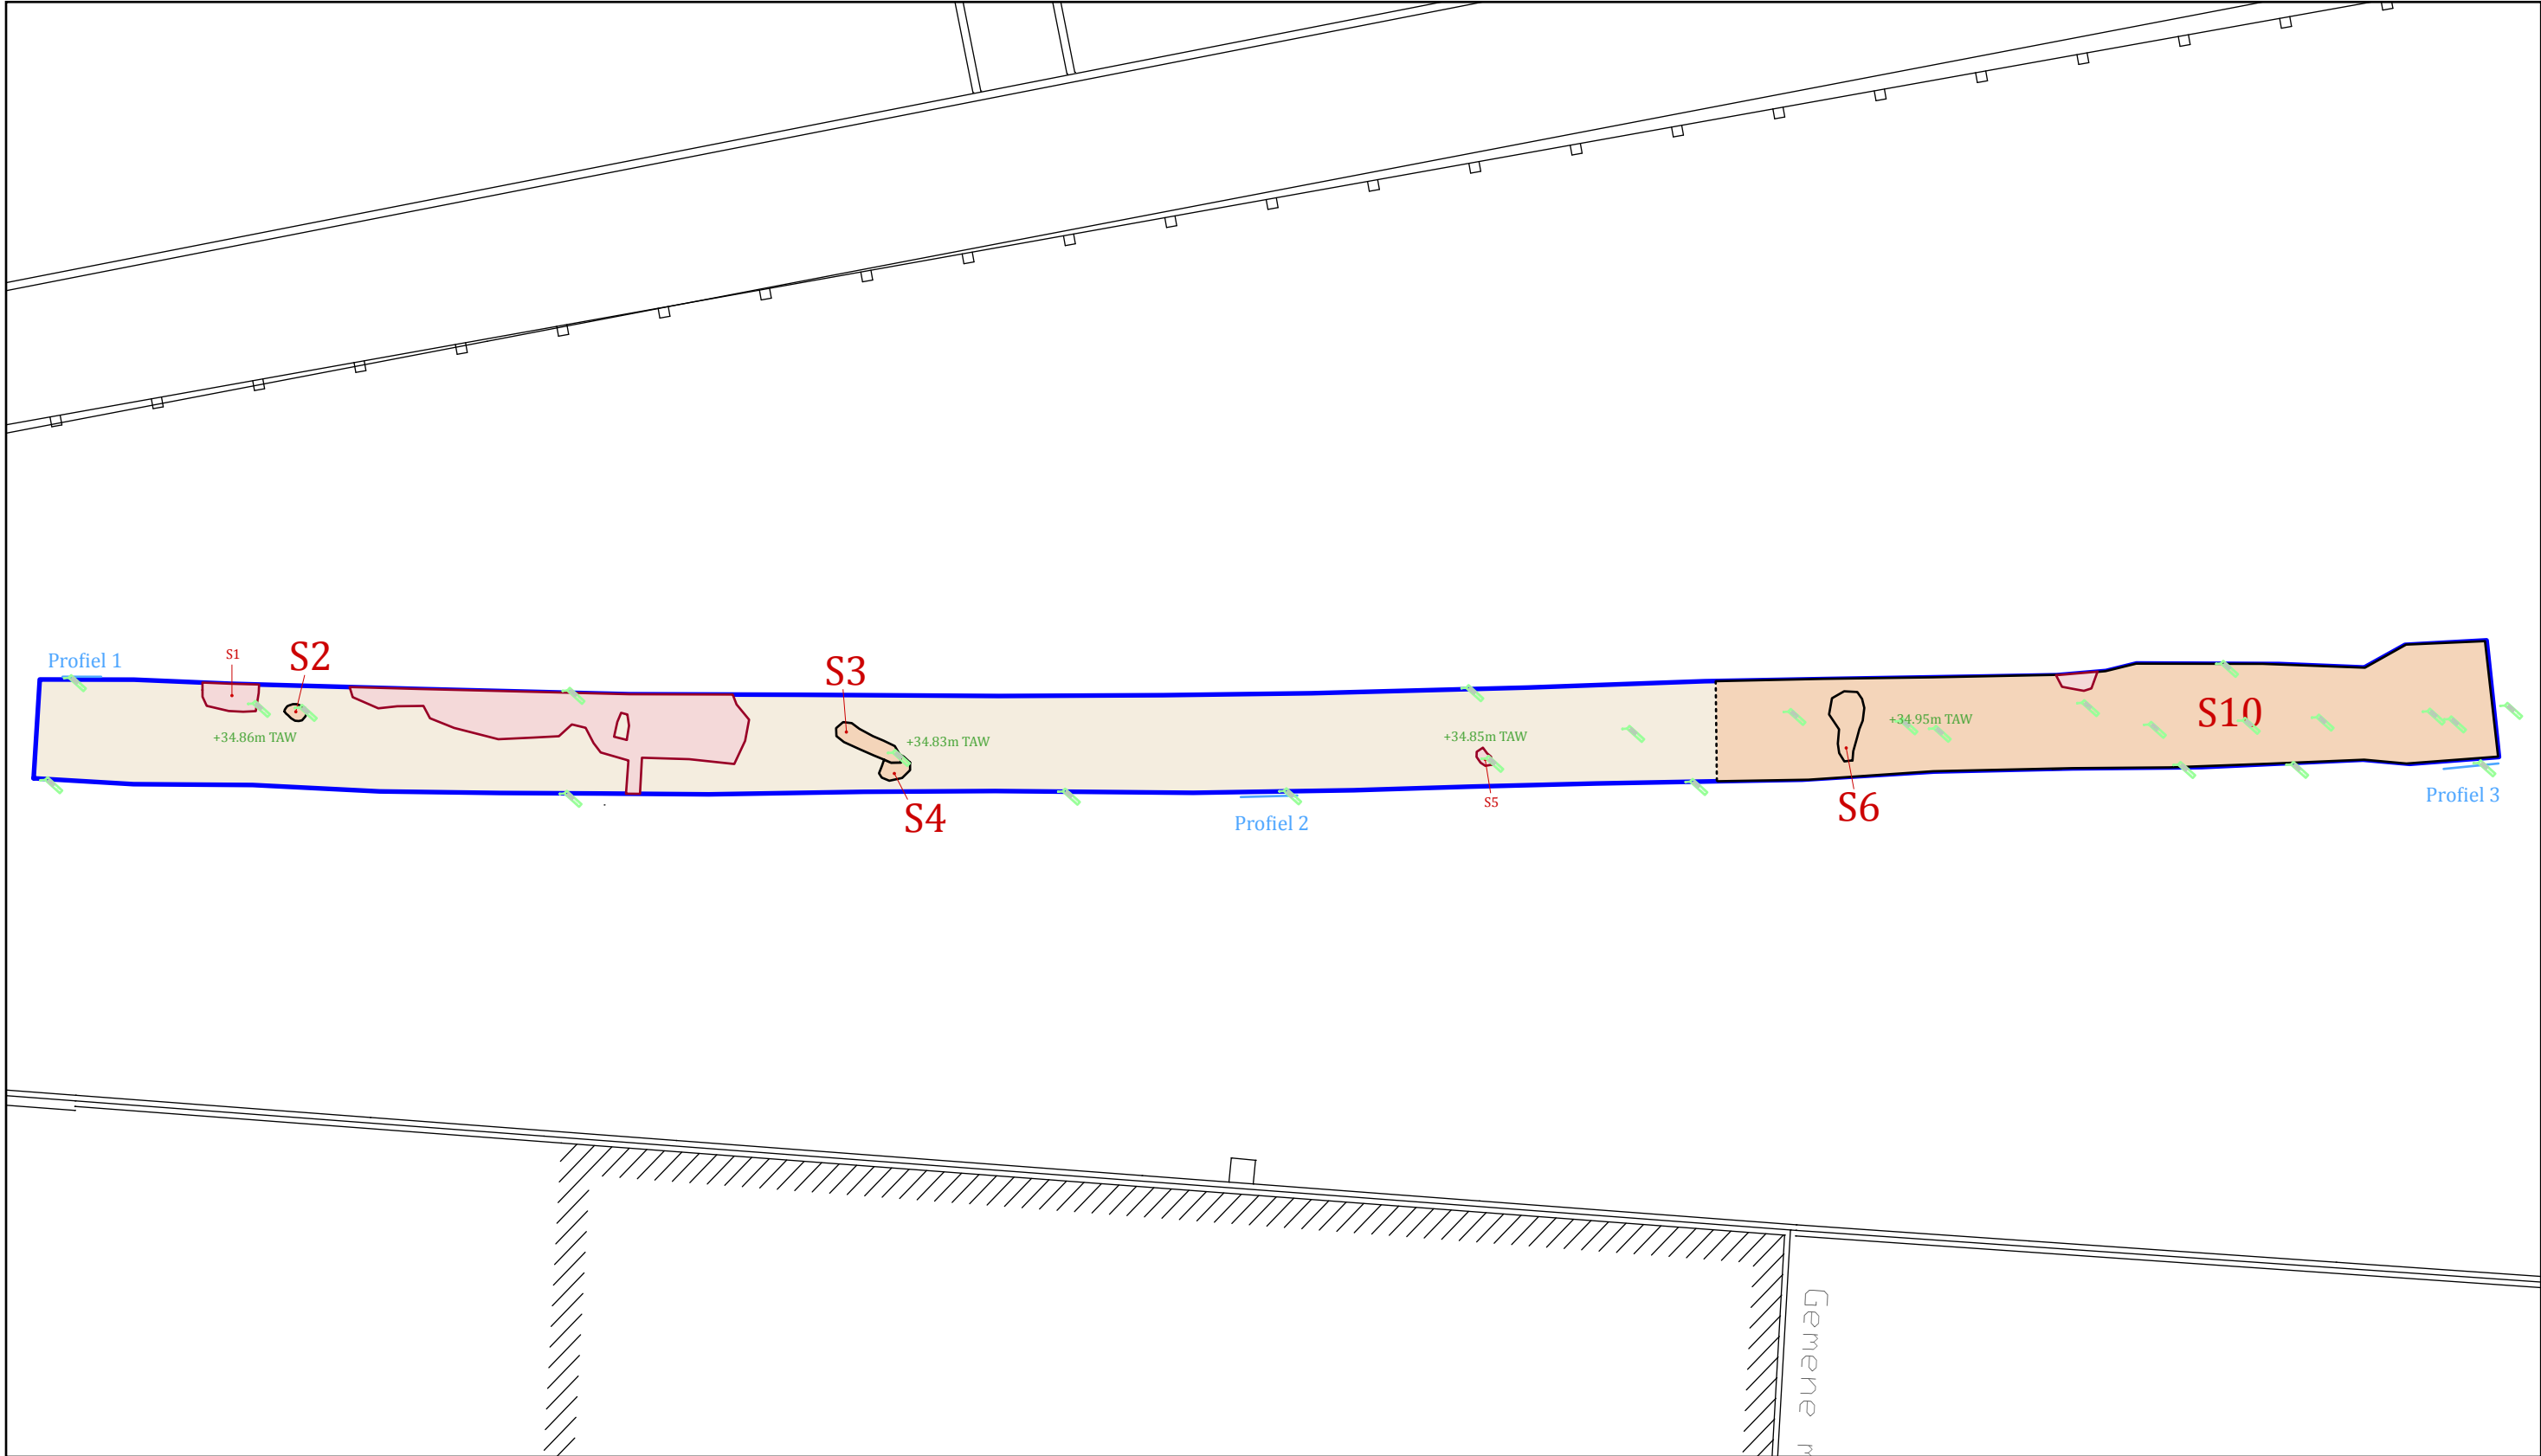 Profiel 1
S1
S2
S3
+34.86m TAW
+34.83m TAW
+34.85m TAW
+34.95m TAW
S10
S4
Profiel 2
S5
S6
Profiel 3
Gemene m